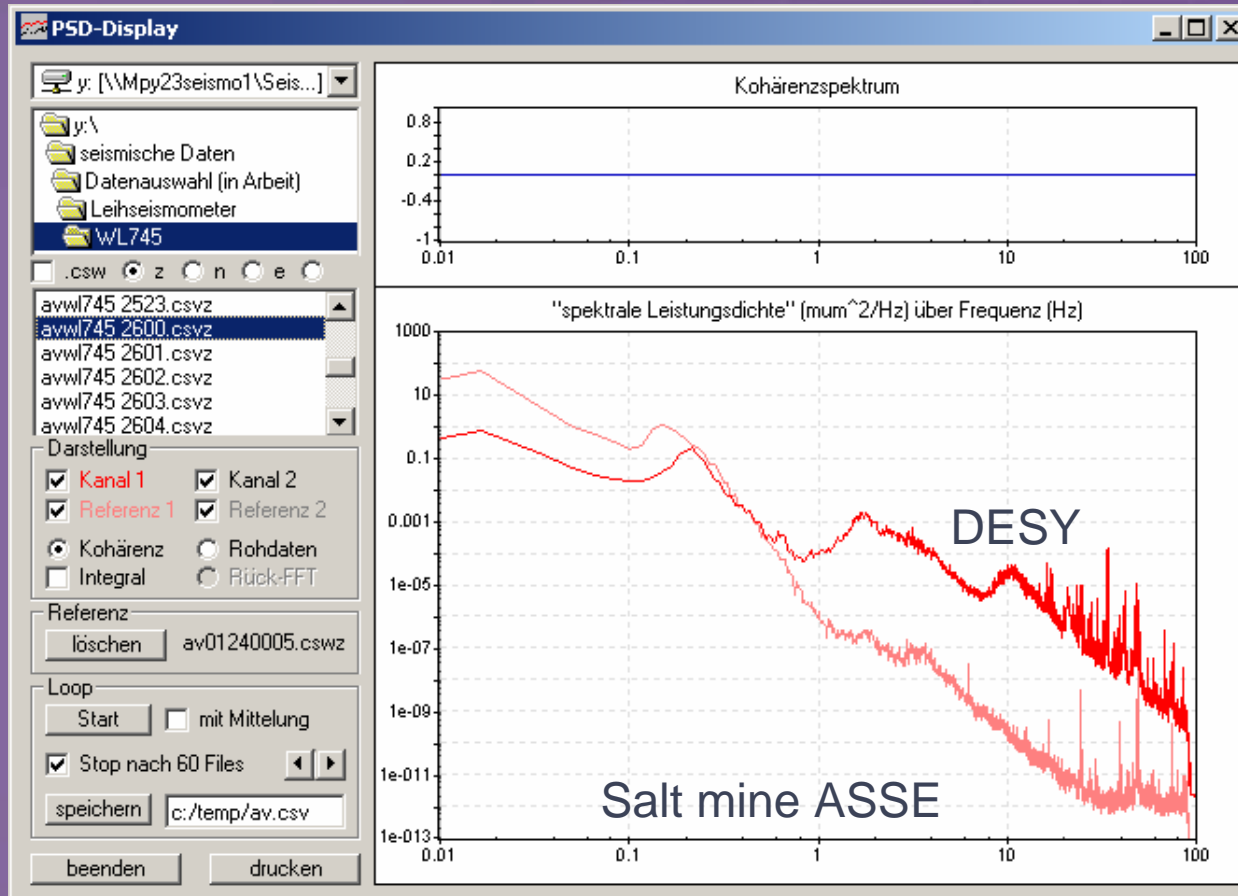 PSD-Display
y: [\\Mpy23seismo1\Seis...]
y:\
seismische Daten
Datenauswahl (in Arbeit)
Leihseismometer
WL745
.csw z n e
avwl745 2523.csvz
avwl745 2600.csvz
avwl745 2601.csvz
avwl745 2602.csvz
avwl745 2603.csvz
avwl745 2604.csvz
Darstellung
Kanal 1 Kanal 2
Referenz 1 Referenz 2
Kohärenz Rohdaten
Integral Rück-FFT
Referenz
löschen av01240005.cswz
Loop
Start mit Mittelung
Stop nach 60 Files
speichern c:/temp/av.csv
beenden drucken
Kohärenzspektrum
0.8
0.2
-0.4
-1
0.01 0.1 1 10 100
"spektrale Leistungsdichte" (mum^2/Hz) über Frequenz (Hz)
1000
10
0.1
0.001
1e-05
1e-07
1e-09
1e-011
1e-013
DESY
Salt mine ASSE
0.01 0.1 1 10 100